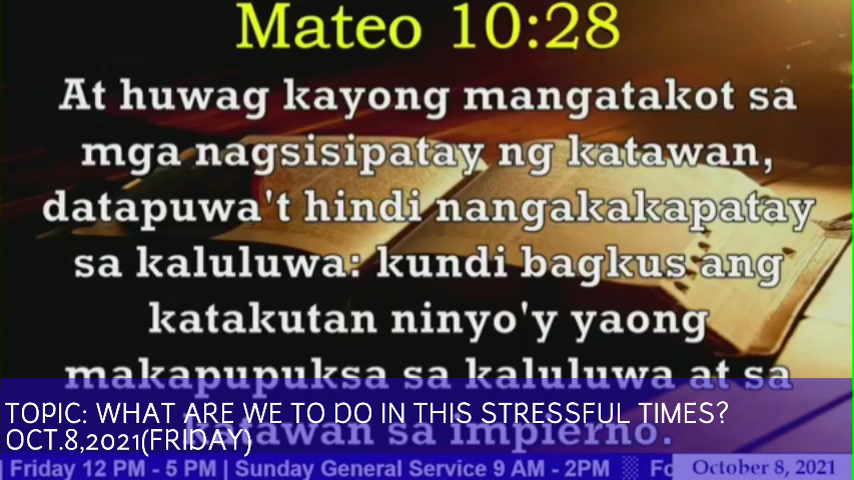 Mateo 10:28
At huwag kayong mangatakot sa
mga nagsisipatay ng katawan,
datapuwa't hindi nangakakapatay
sa kaluluwa: kundi bagkus ang
katakutan ninyo'y yaong
makapupuksa sa kaluluwa at sa
katawan sa impierno.
TOPIC: WHAT ARE WE TO DO IN THIS STRESSFUL TIMES?
OCT.8,2021(FRIDAY)
Friday 12 PM - 5 PM | Sunday General Service 9 AM - 2PM ░ Fo
October 8, 2021